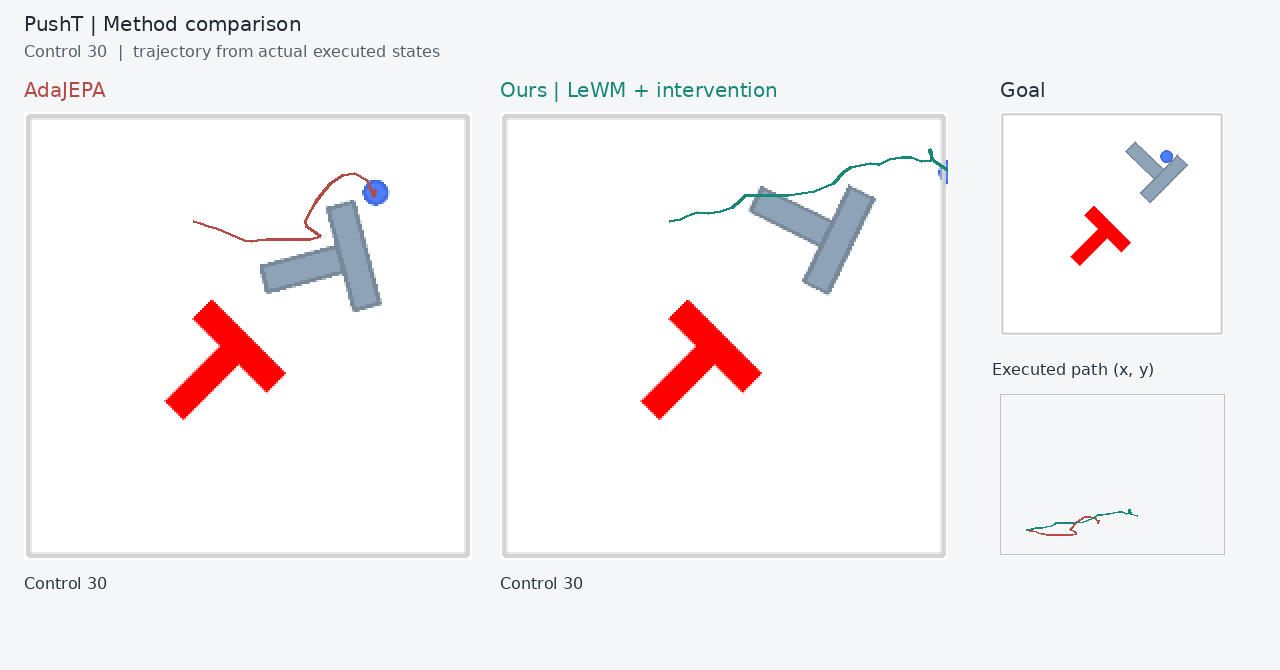 PushT | Method comparison
Control 30 | trajectory from actual executed states
AdaJEPA
Ours | LeWM + intervention
Goal
Executed path (x, y)
Control 30
Control 30